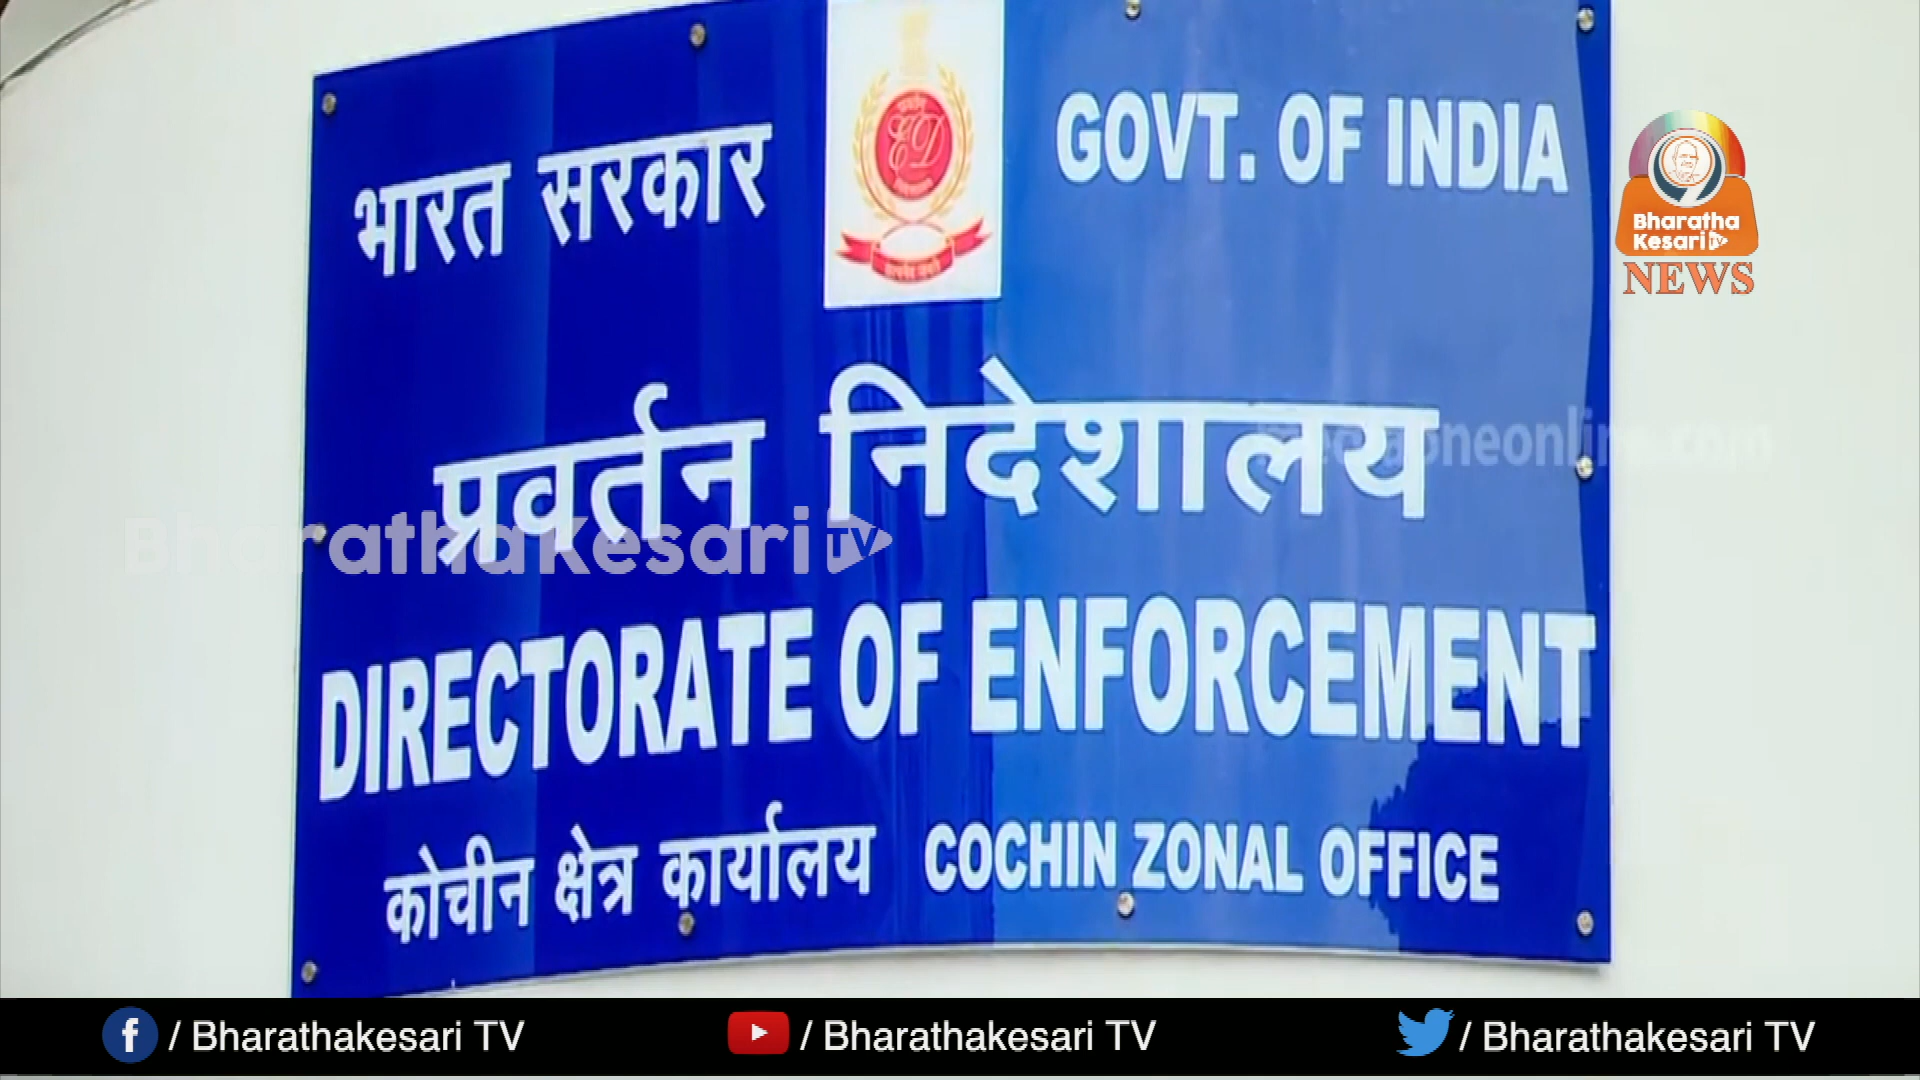 भारत सरकार
GOVT. OF INDIA
ED
प्रवर्तन निदेशालय
DIRECTORATE OF ENFORCEMENT
कोचीन क्षेत्र कार्यालय COCHIN ZONAL OFFICE
Bharatha
Kesari TV
NEWS
BharathaKesari TV
/ Bharathakesari TV
/ Bharathakesari TV
/ Bharathakesari TV